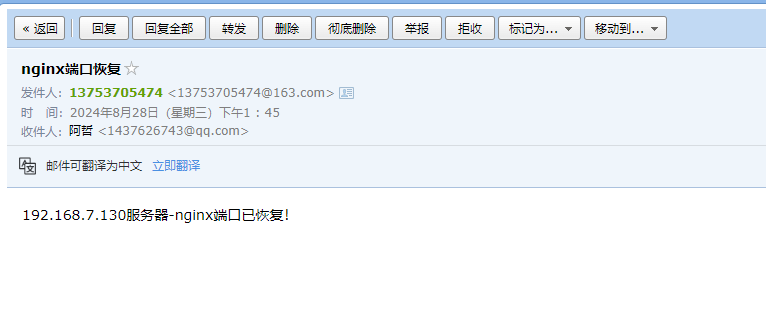 « 返回 回复 回复全部 转发 删除 彻底删除 举报 拒收 标记为... 移动到...
nginx端口恢复☆
发件人: 13753705474 <13753705474@163.com>
时 间: 2024年8月28日 (星期三) 下午1:45
收件人: 阿哲 <1437626743@qq.com>
邮件可翻译为中文 立即翻译
192.168.7.130服务器-nginx端口已恢复!